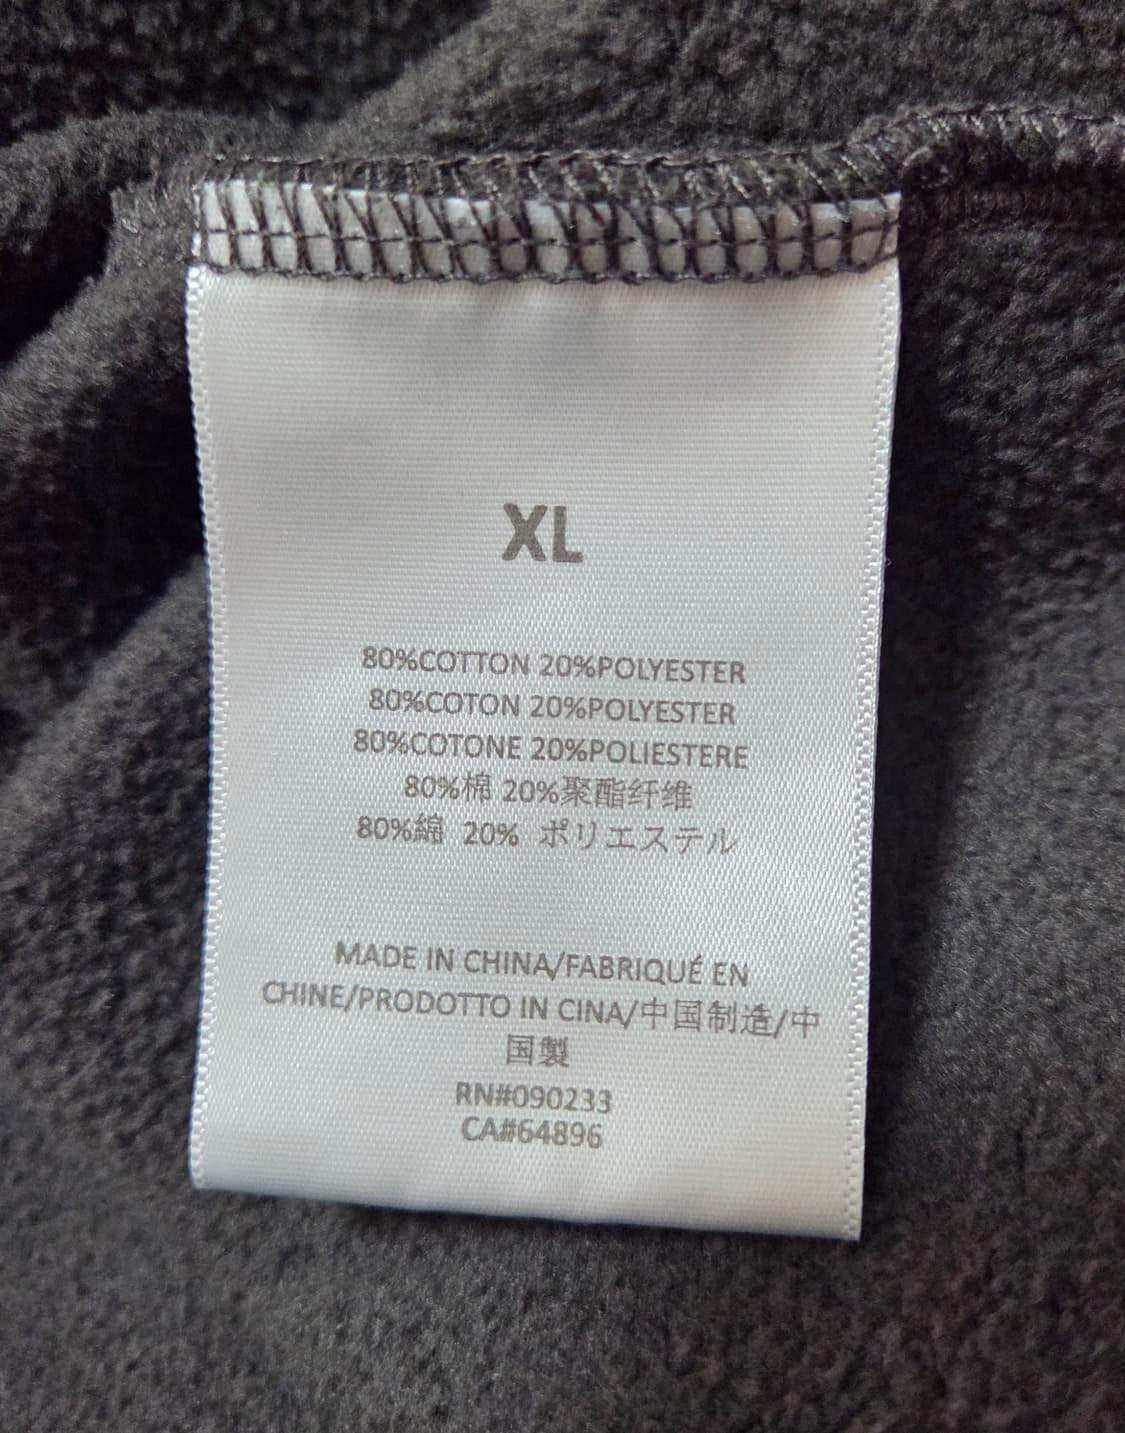 XL
80%COTTON 20%POLYESTER
80%COTON 20%POLYESTER
80%COTONE 20%POLIESTERE
80%棉 20%聚酯纤维
80%綿 20% ポリエステル
MADE IN CHINA/FABRIQUÉ EN
CHINE/PRODOTTO IN CINA/中国制造/中
国製
RN#090233
CA#64896